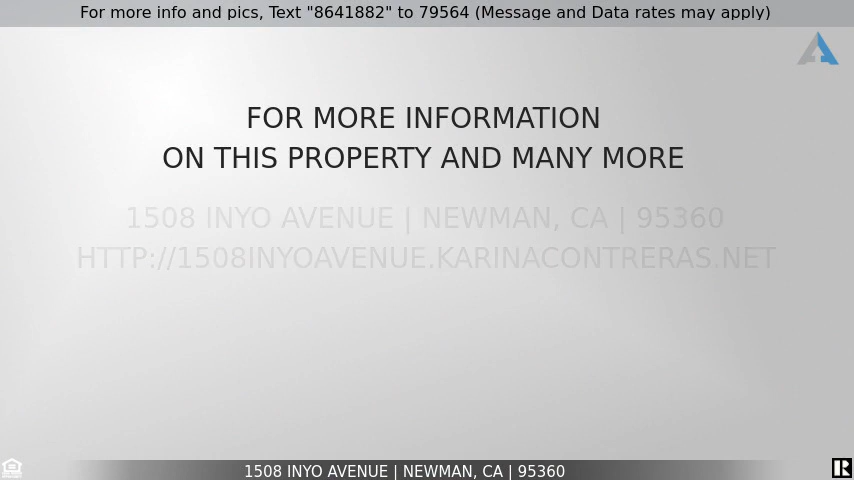 For more info and pics, Text "8641882" to 79564 (Message and Data rates may apply)
FOR MORE INFORMATION
ON THIS PROPERTY AND MANY MORE
1508 INYO AVENUE | NEWMAN, CA | 95360
HTTP://1508INYOAVENUE.KARINACONTRERAS.NET
1508 INYO AVENUE | NEWMAN, CA | 95360